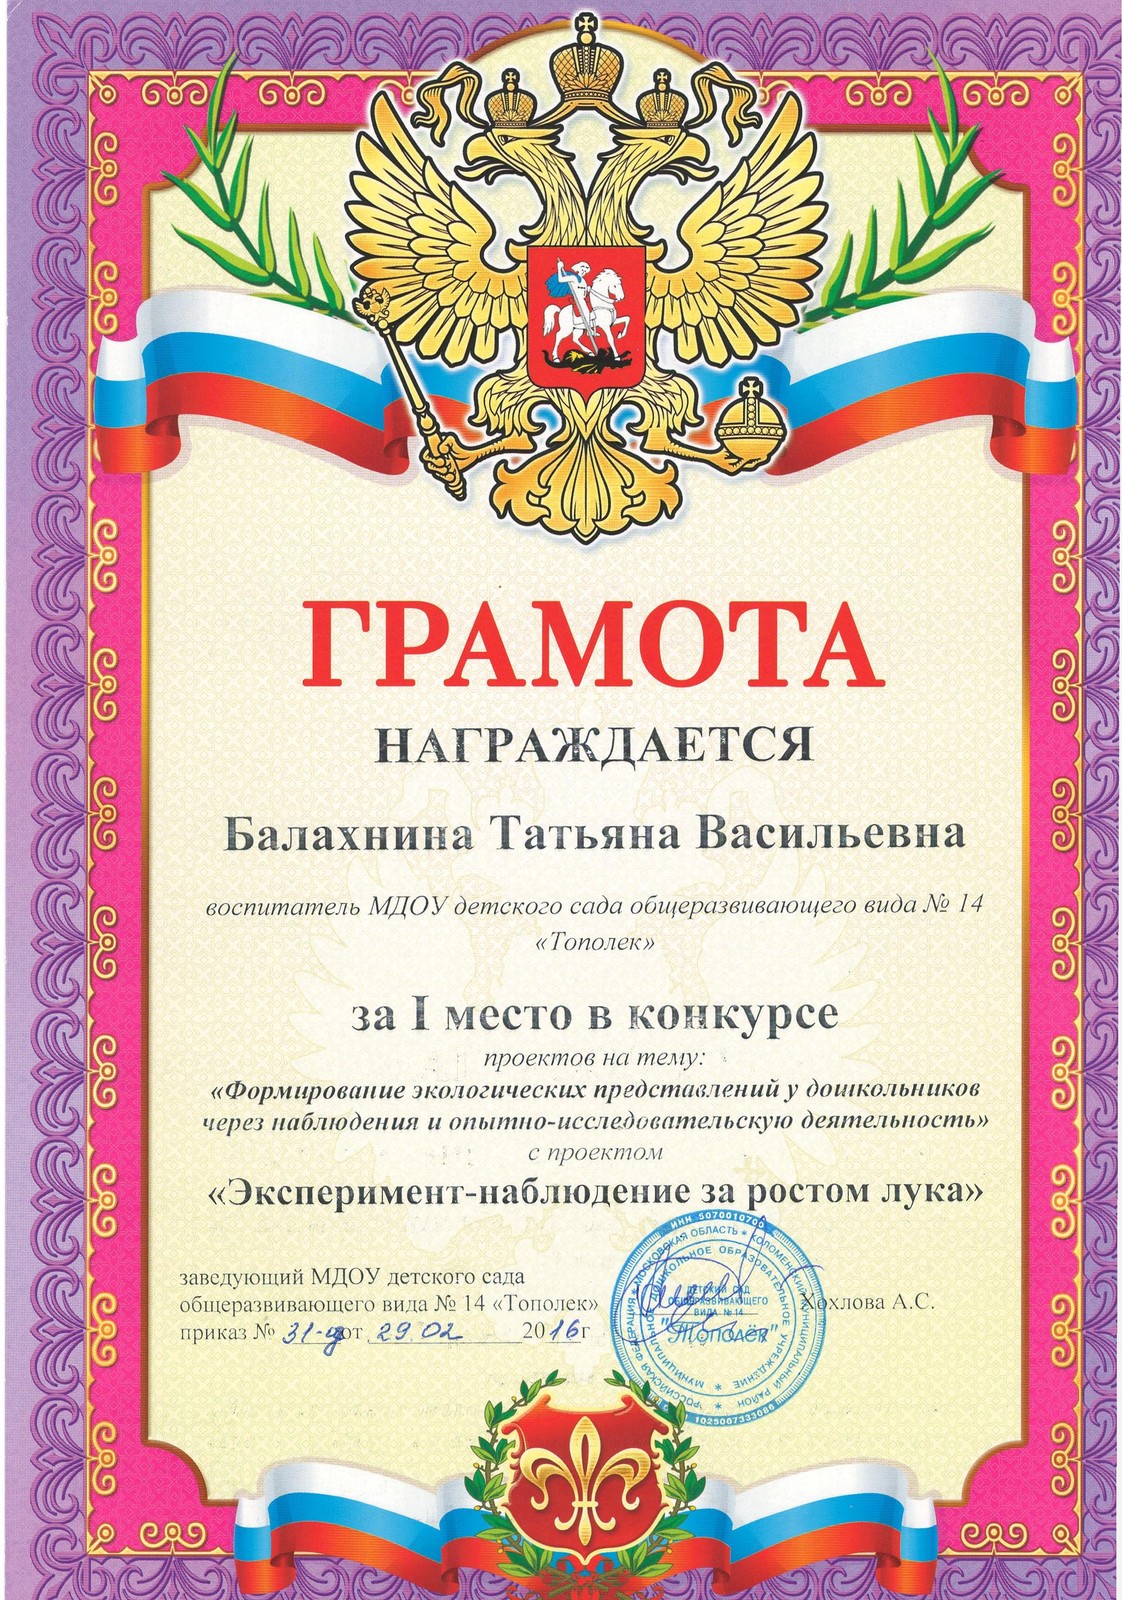 ГРАМОТА
НАГРАЖДАЕТСЯ
Балахнина Татьяна Васильевна
воспитатель МДОУ детского сада общеразвивающего вида № 14
«Тополек»
за I место в конкурсе
проектов на тему:
«Формирование экологических представлений у дошкольников
через наблюдения и опытно-исследовательскую деятельность»
с проектом
«Эксперимент-наблюдение за ростом лука»
заведующий МДОУ детского сада
общеразвивающего вида № 14 «Тополек»
Хохлова А.С.
приказ № 31-д от 29.02 2016г
ИНН 5070010700
РОССИЙСКАЯ ФЕДЕРАЦИЯ * МОСКОВСКАЯ ОБЛАСТЬ * КОЛОМЕНСКИЙ МУНИЦИПАЛЬНЫЙ РАЙОН *
МУНИЦИПАЛЬНОЕ ДОШКОЛЬНОЕ ОБРАЗОВАТЕЛЬНОЕ УЧРЕЖДЕНИЕ *
ДЕТСКИЙ САД
ОБЩЕРАЗВИВАЮЩЕГО
ВИДА № 14
"Тополёк"
1025007333086